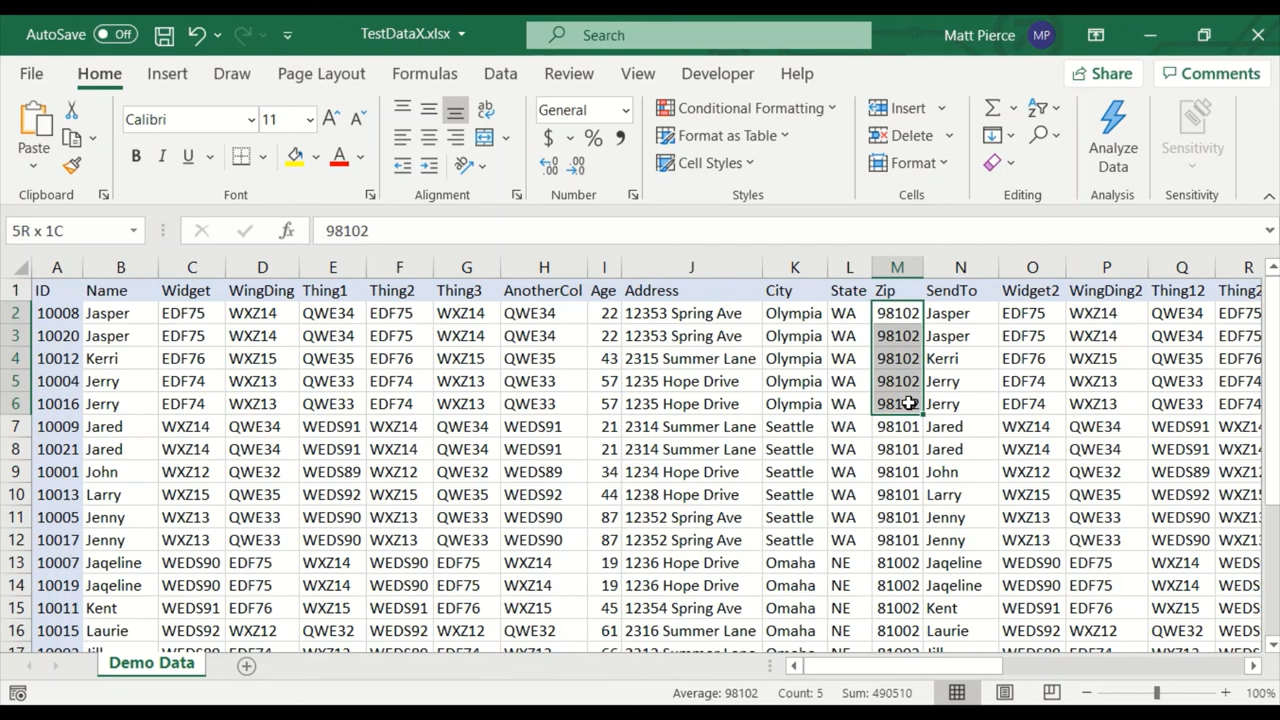 AutoSave Off TestDataX.xlsx Search Matt Pierce MP
File Home Insert Draw Page Layout Formulas Data Review View Developer Help Share Comments
Paste Calibri 11 B I U A General $ % , Conditional Formatting Format as Table Cell Styles Insert Delete Format Analyze Data Sensitivity
Clipboard Font Alignment Number Styles Cells Editing Analysis Sensitivity
5R x 1C fx 98102
A B C D E F G H I J K L M N O P Q R
1 ID Name Widget WingDing Thing1 Thing2 Thing3 AnotherCol Age Address City State Zip SendTo Widget2 WingDing2 Thing12 Thing2
2 10008 Jasper EDF75 WXZ14 QWE34 EDF75 WXZ14 QWE34 22 12353 Spring Ave Olympia WA 98102 Jasper EDF75 WXZ14 QWE34 EDF75
3 10020 Jasper EDF75 WXZ14 QWE34 EDF75 WXZ14 QWE34 22 12353 Spring Ave Olympia WA 98102 Jasper EDF75 WXZ14 QWE34 EDF75
4 10012 Kerri EDF76 WXZ15 QWE35 EDF76 WXZ15 QWE35 43 2315 Summer Lane Olympia WA 98102 Kerri EDF76 WXZ15 QWE35 EDF76
5 10004 Jerry EDF74 WXZ13 QWE33 EDF74 WXZ13 QWE33 57 1235 Hope Drive Olympia WA 98102 Jerry EDF74 WXZ13 QWE33 EDF74
6 10016 Jerry EDF74 WXZ13 QWE33 EDF74 WXZ13 QWE33 57 1235 Hope Drive Olympia WA 98102 Jerry EDF74 WXZ13 QWE33 EDF74
7 10009 Jared WXZ14 QWE34 WEDS91 WXZ14 QWE34 WEDS91 21 2314 Summer Lane Seattle WA 98101 Jared WXZ14 QWE34 WEDS91 WXZ14
8 10021 Jared WXZ14 QWE34 WEDS91 WXZ14 QWE34 WEDS91 21 2314 Summer Lane Seattle WA 98101 Jared WXZ14 QWE34 WEDS91 WXZ14
9 10001 John WXZ12 QWE32 WEDS89 WXZ12 QWE32 WEDS89 34 1234 Hope Drive Seattle WA 98101 John WXZ12 QWE32 WEDS89 WXZ12
10 10013 Larry WXZ15 QWE35 WEDS92 WXZ15 QWE35 WEDS92 44 1238 Hope Drive Seattle WA 98101 Larry WXZ15 QWE35 WEDS92 WXZ15
11 10005 Jenny WXZ13 QWE33 WEDS90 WXZ13 QWE33 WEDS90 87 12352 Spring Ave Seattle WA 98101 Jenny WXZ13 QWE33 WEDS90 WXZ13
12 10017 Jenny WXZ13 QWE33 WEDS90 WXZ13 QWE33 WEDS90 87 12352 Spring Ave Seattle WA 98101 Jenny WXZ13 QWE33 WEDS90 WXZ13
13 10007 Jaqeline WEDS90 EDF75 WXZ14 WEDS90 EDF75 WXZ14 19 1236 Hope Drive Omaha NE 81002 Jaqeline WEDS90 EDF75 WXZ14 WEDS9
14 10019 Jaqeline WEDS90 EDF75 WXZ14 WEDS90 EDF75 WXZ14 19 1236 Hope Drive Omaha NE 81002 Jaqeline WEDS90 EDF75 WXZ14 WEDS9
15 10011 Kent WEDS91 EDF76 WXZ15 WEDS91 EDF76 WXZ15 45 12354 Spring Ave Omaha NE 81002 Kent WEDS91 EDF76 WXZ15 WEDS9
16 10015 Laurie WEDS92 WXZ12 QWE32 WEDS92 WXZ12 QWE32 61 2316 Summer Lane Omaha NE 81002 Laurie WEDS92 WXZ12 QWE32 WEDS9
Demo Data
Average: 98102 Count: 5 Sum: 490510 100%